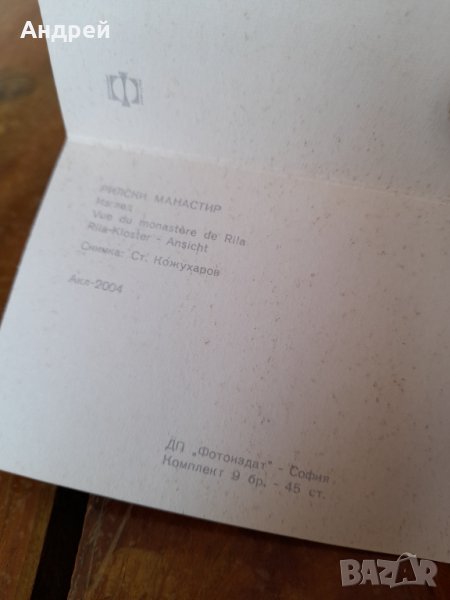 Андрей
РИЛСКИ МАНАСТИР
Изглед
Vue du monastère de Rila
Rila-Kloster - Ansicht
Снимка: Ст. Кожухаров
Акл-2004
ДП „Фотоиздат" - София
Комплект 9 бр. - 45 ст.
BAZAR